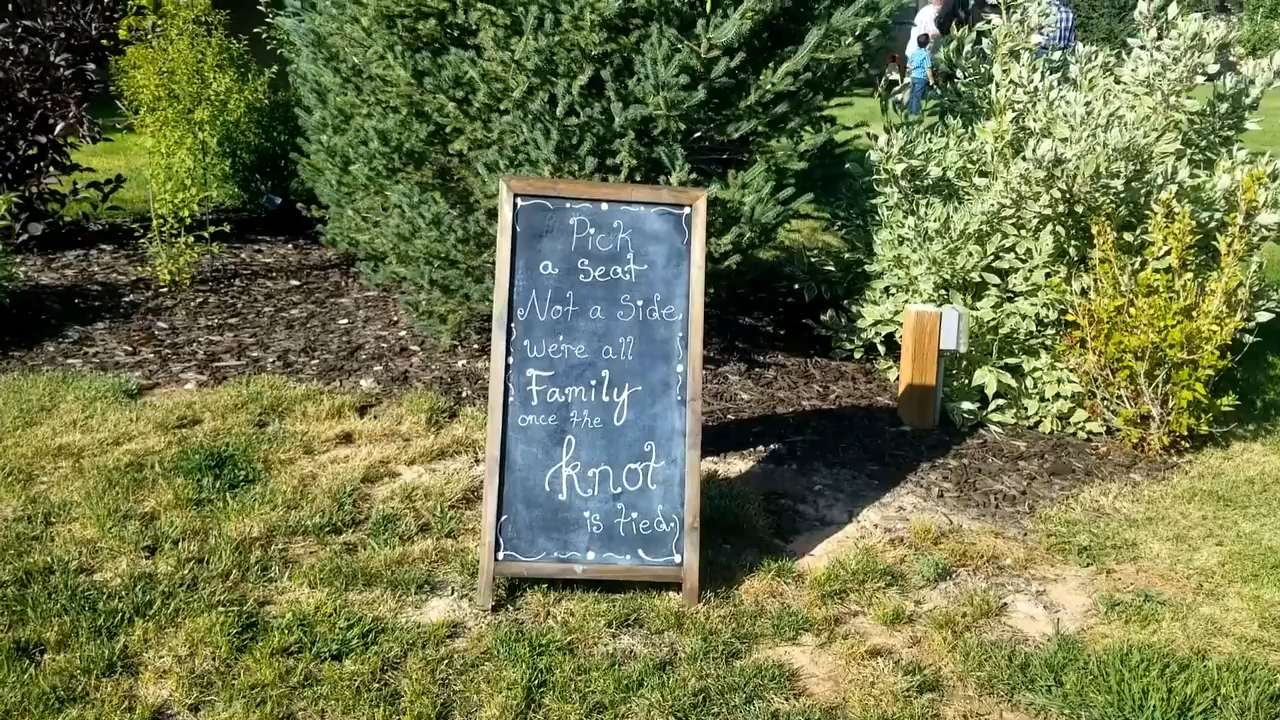 Pick
a seat
Not a Side
We're all
Family
once the
knot
is tied.